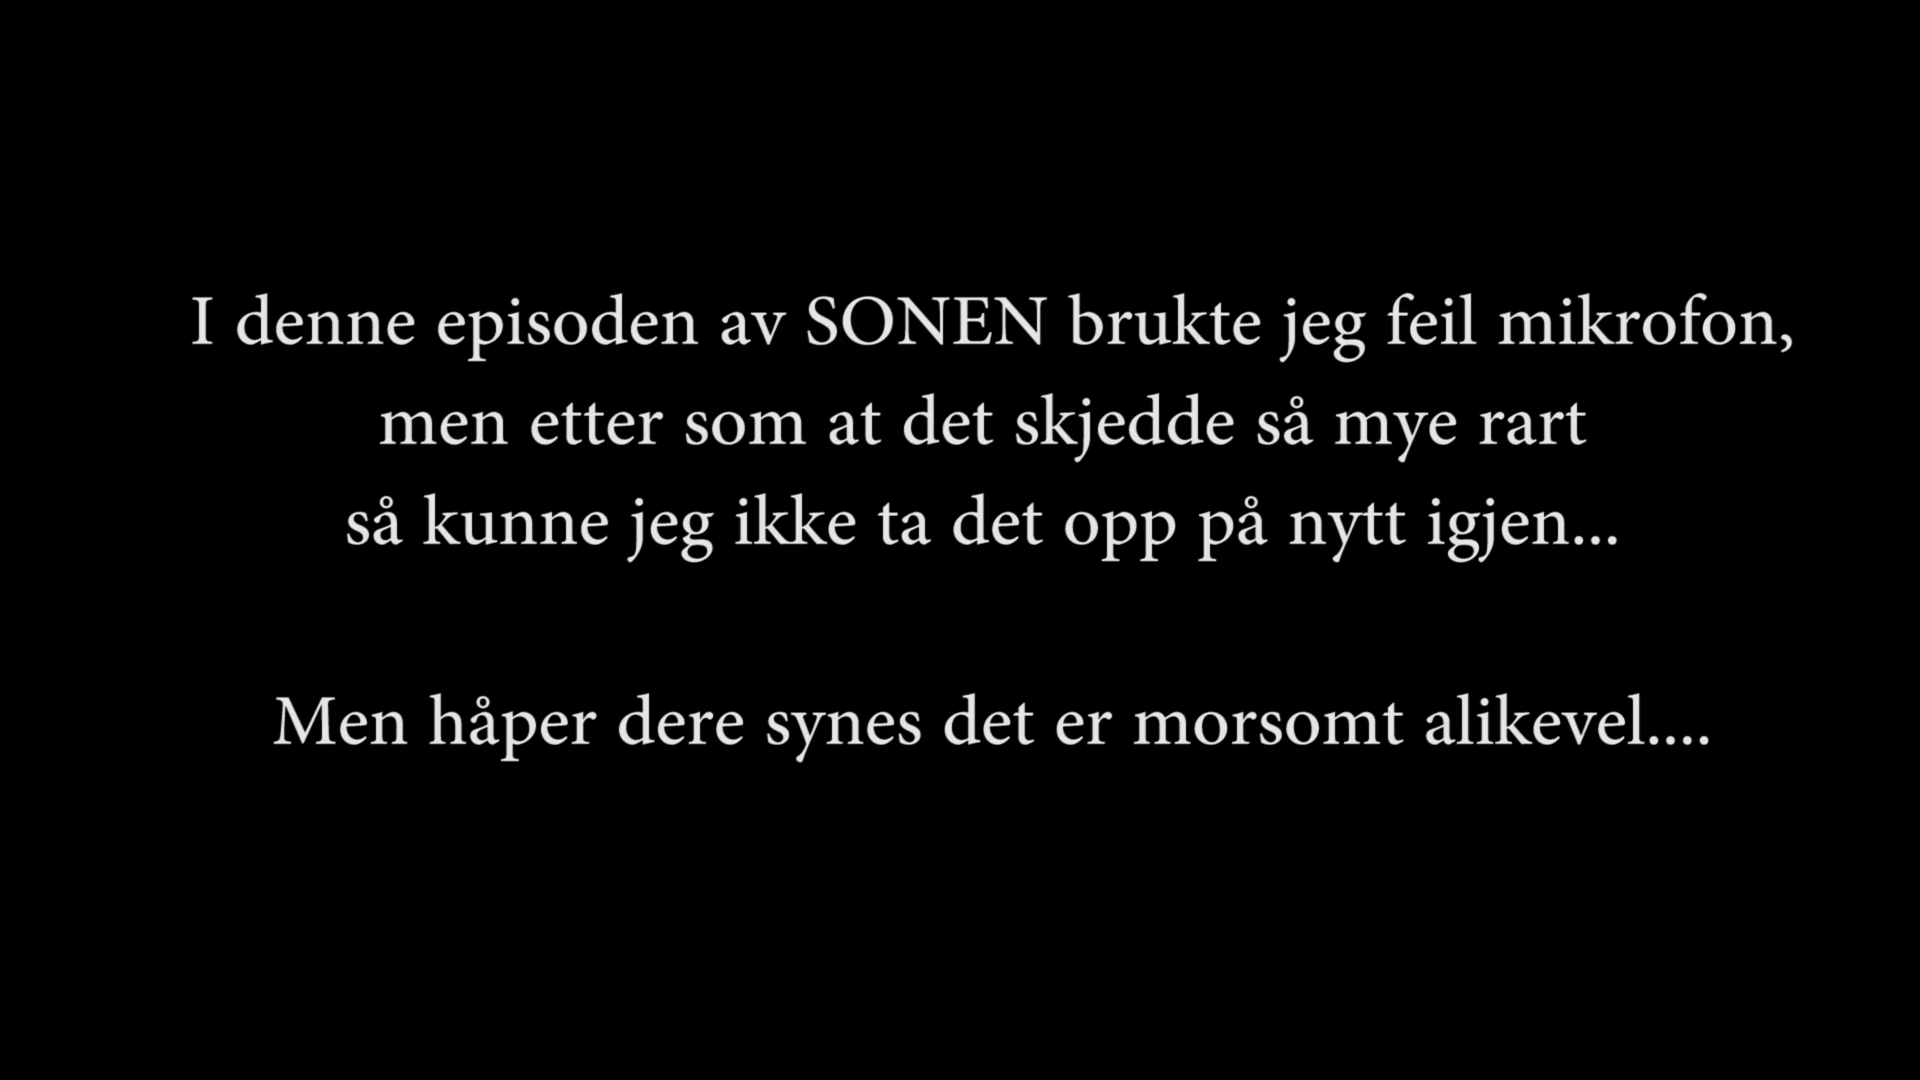 I denne episoden av SONEN brukte jeg feil mikrofon,
men etter som at det skjedde så mye rart
så kunne jeg ikke ta det opp på nytt igjen...
Men håper dere synes det er morsomt alikevel....